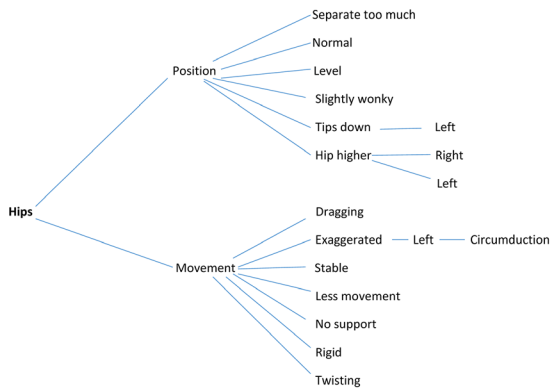 Separate too much
Normal
Position
Level
Slightly wonky
Tips down Left
Hip higher Right
Left
Hips
Dragging
Exaggerated Left Circumduction
Movement
Stable
Less movement
No support
Rigid
Twisting